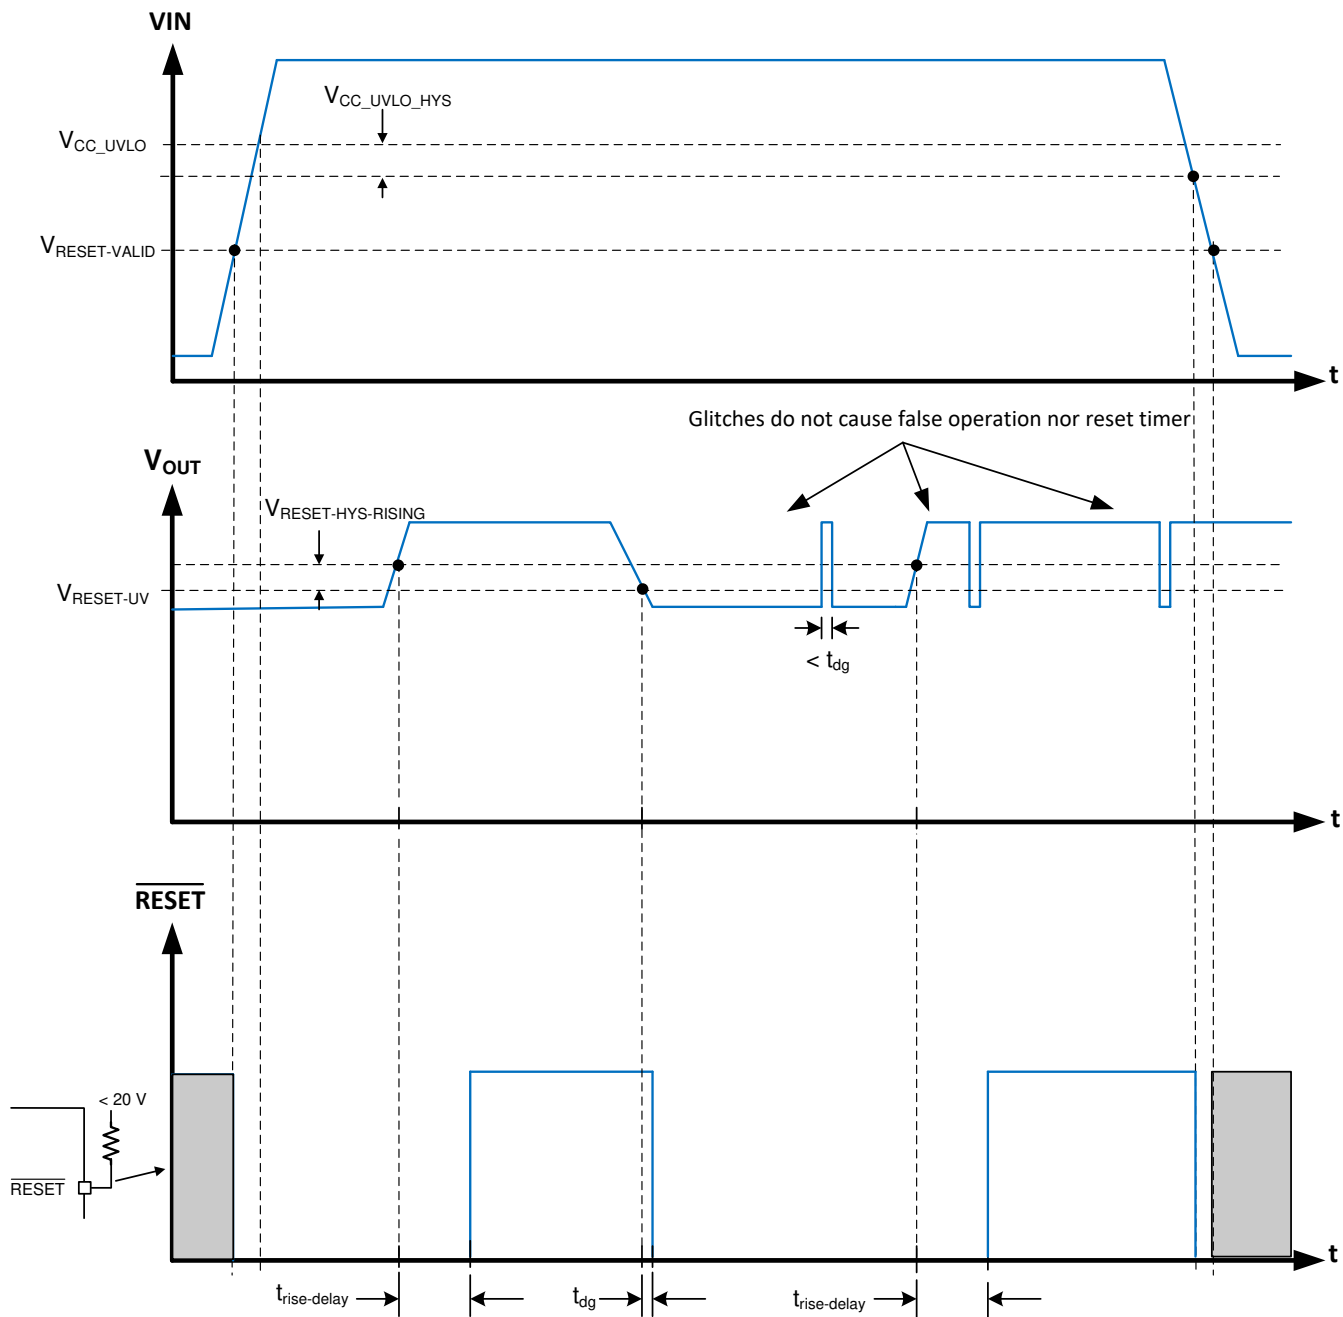 VIN
VCC_UVLO_HYS
VCC_UVLO
VRESET-VALID
t
Glitches do not cause false operation nor reset timer
VOUT
VRESET-HYS-RISING
VRESET-UV
< tdg
t
RESET
< 20 V
RESET
t
trise-delay
tdg
trise-delay